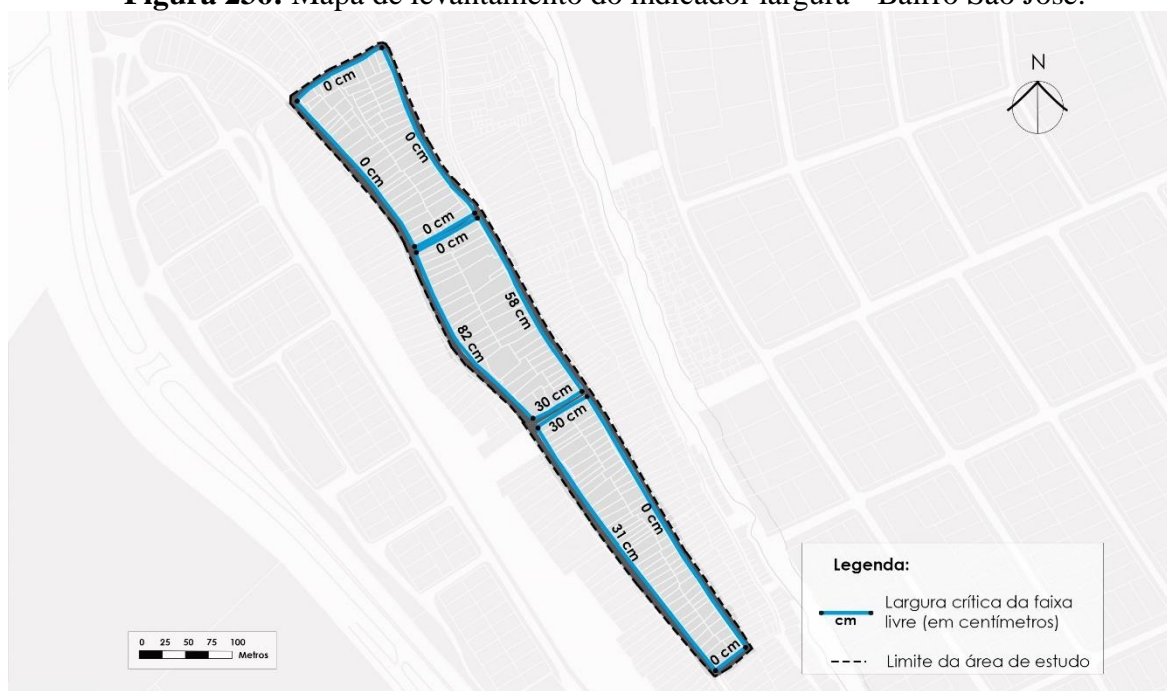 Figura 250: Mapa de levantamento do indicador largura - Bairro São José.
N
0 cm
0 cm
0 cm
0 cm
0 cm
58 cm
82 cm
30 cm
30 cm
0 cm
31 cm
0 cm
Legenda:
Largura crítica da faixa
cm livre (em centímetros)
Limite da área de estudo
0 25 50 75 100
Metros